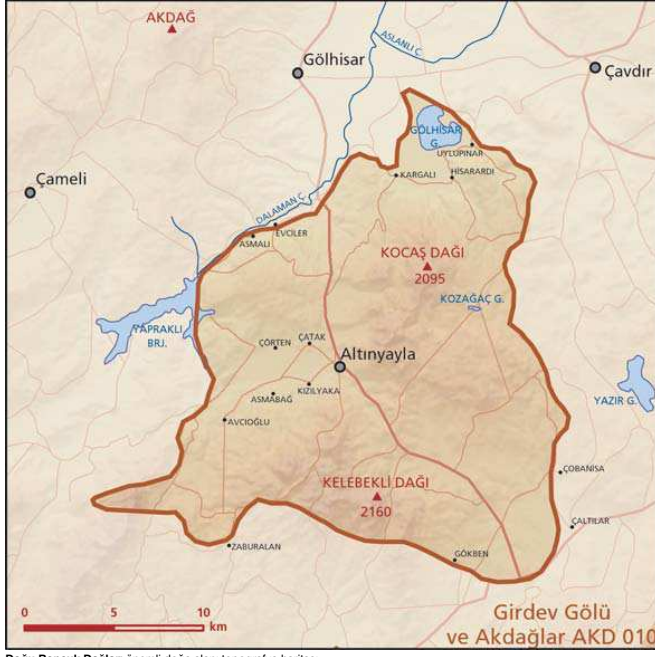 AKDAĞ
ASLANLI Ç.
Gölhisar
Çavdır
GÖLHİSAR
G.
UYLUPINAR
Çameli
KARGALI
HİSARARDI
DALAMAN Ç.
EVCİLER
ASMALI
KOCAŞ DAĞI
2095
KOZAĞAÇ G.
YAPRAKLI
BRJ.
ÇÖRTEN
ÇATAK
Altınyayla
KIZILYAKA
ASMABAĞ
YAZIR G.
AVCIOĞLU
ÇOBANİSA
KELEBEKLİ DAĞI
2160
ÇALTILAR
ZABURALAN
GÖKBEN
0 5 10
km
Girdev Gölü
ve Akdağlar AKD 010